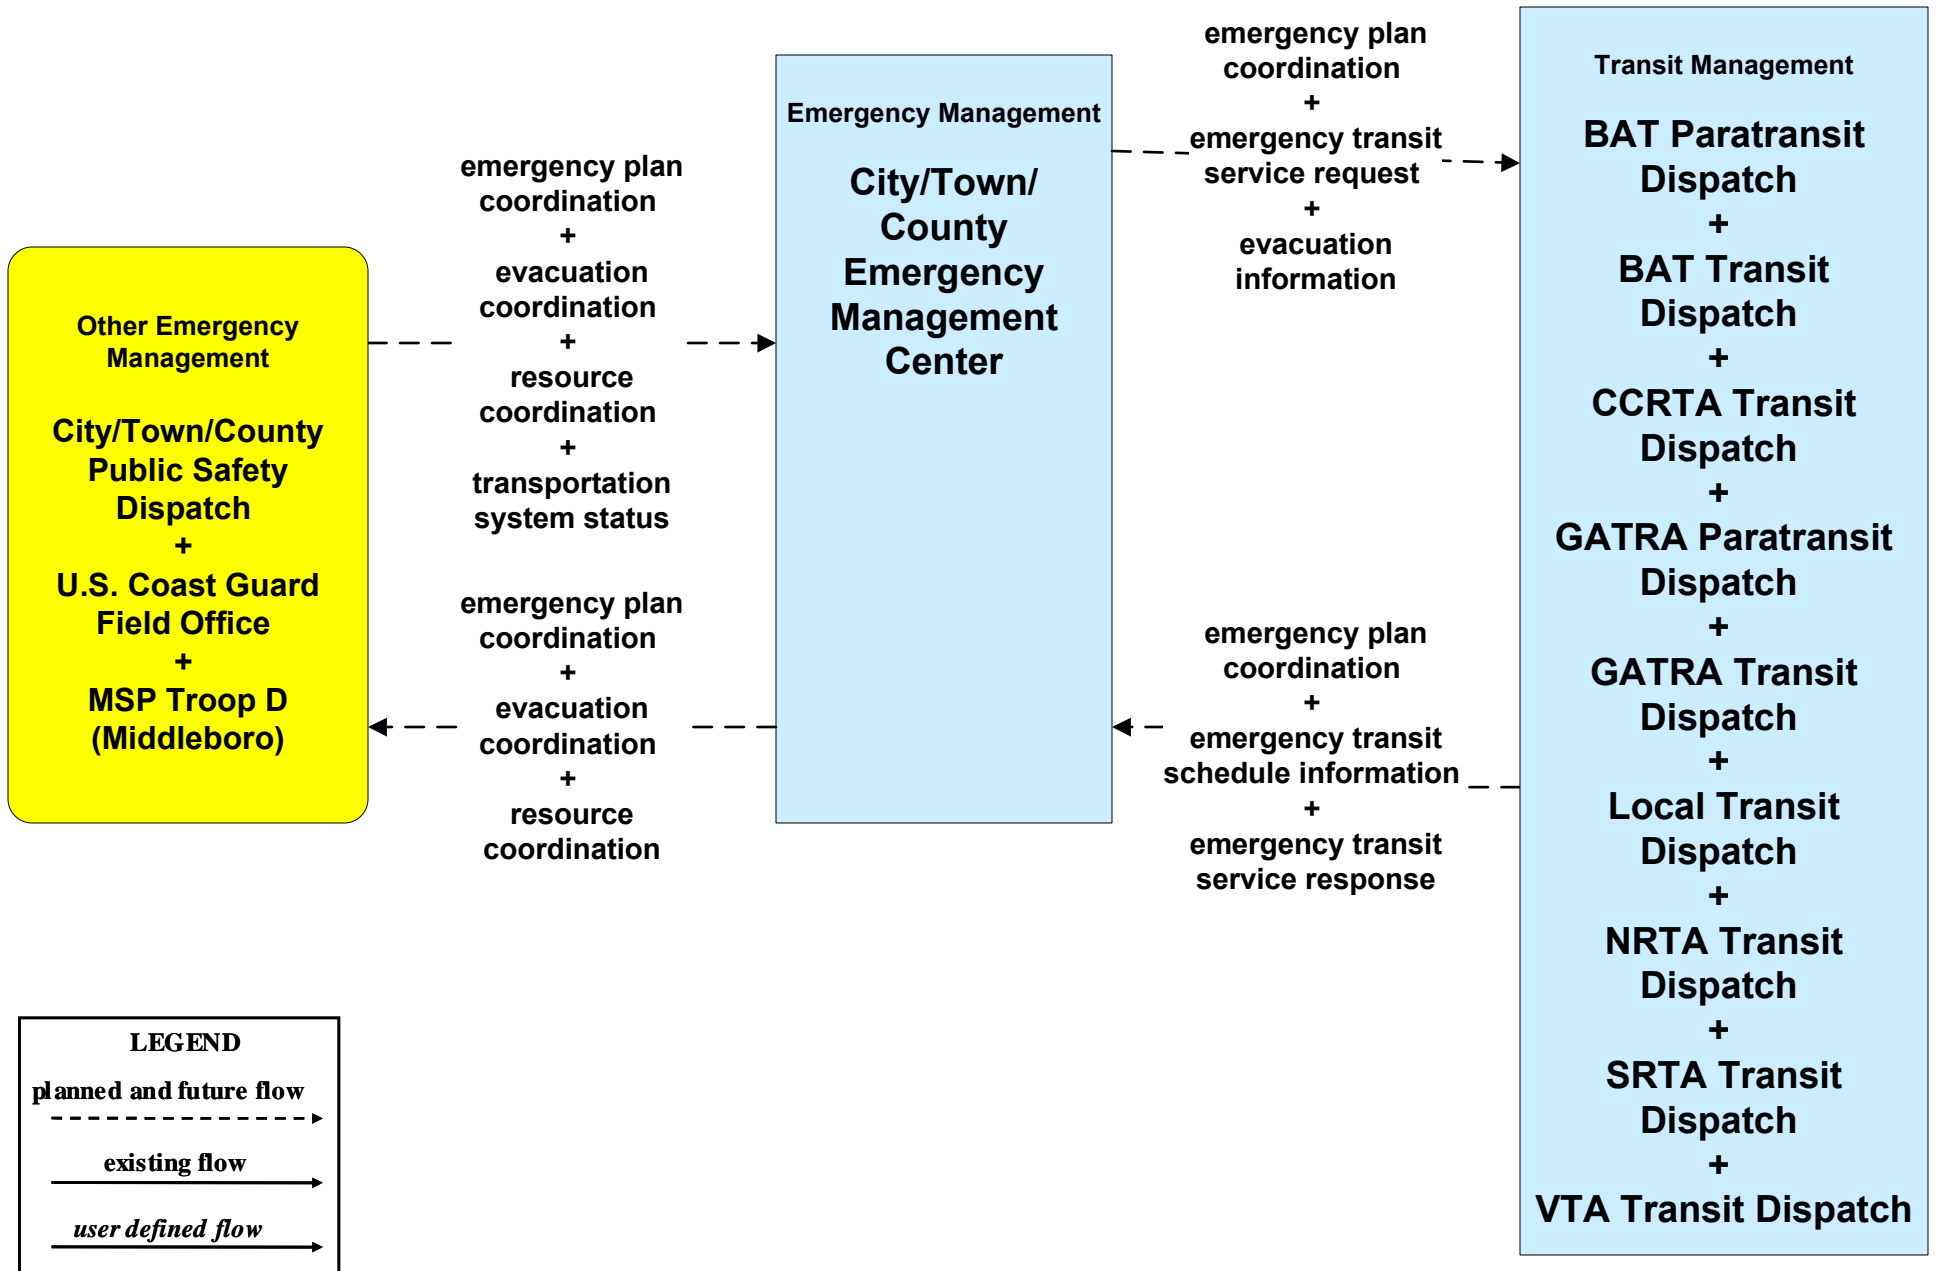 Other Emergency
Management
City/Town/County
Public Safety
Dispatch
+
U.S. Coast Guard
Field Office
+
MSP Troop D
(Middleboro)
emergency plan
coordination
+
evacuation
coordination
+
resource
coordination
+
transportation
system status
emergency plan
coordination
+
evacuation
coordination
+
resource
coordination
Emergency Management
City/Town/
County
Emergency
Management
Center
emergency plan
coordination
+
emergency transit
service request
+
evacuation
information
emergency plan
coordination
+
emergency transit
schedule information
+
emergency transit
service response
Transit Management
BAT Paratransit
Dispatch
+
BAT Transit
Dispatch
+
CCRTA Transit
Dispatch
+
GATRA Paratransit
Dispatch
+
GATRA Transit
Dispatch
+
Local Transit
Dispatch
+
NRTA Transit
Dispatch
+
SRTA Transit
Dispatch
+
VTA Transit Dispatch
LEGEND
planned and future flow
existing flow
user defined flow